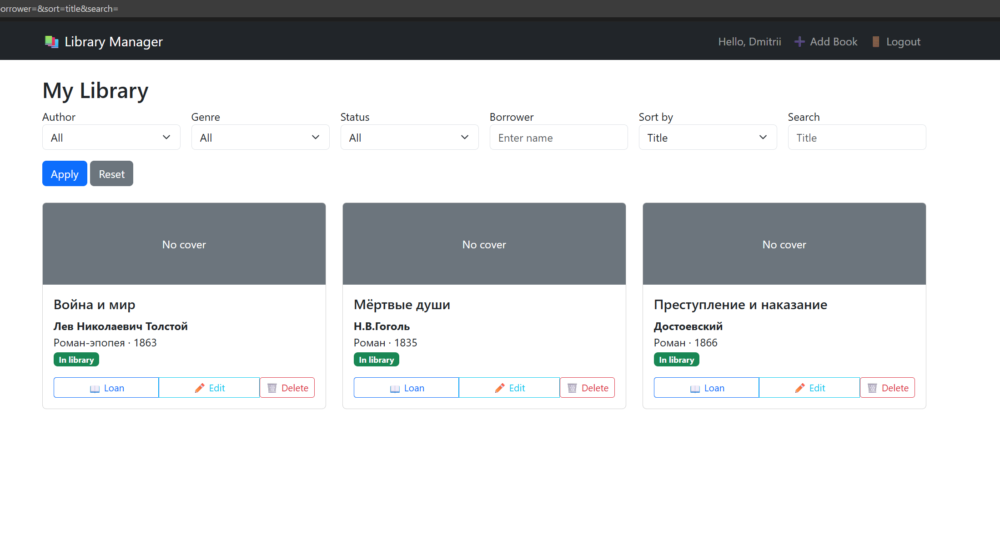 orrower=&sort=title&search=
Library Manager
Hello, Dmitrii Add Book Logout
My Library
Author Genre Status Borrower Sort by Search
All All All Enter name Title Title
Apply Reset
No cover No cover No cover
Война и мир
Лев Николаевич Толстой
Роман-эпопея · 1863
In library
Loan Edit Delete
Мёртвые души
Н.В.Гоголь
Роман · 1835
In library
Loan Edit Delete
Преступление и наказание
Достоевский
Роман · 1866
In library
Loan Edit Delete